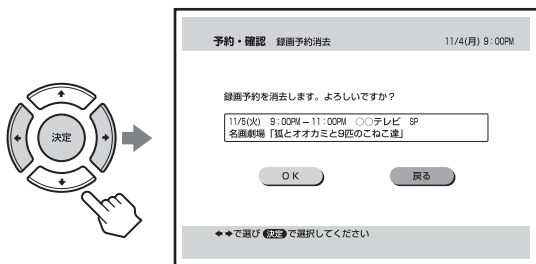 予約・確認 録画予約消去 11/4(月) 9:00PM
録画予約を消去します。よろしいですか?
11/5(火) 9:00PM－11:00PM ○○テレビ SP
名画劇場「狐とオオカミと9匹のこねこ達」
決定
OK 戻る
で選び 決定 で選択してください